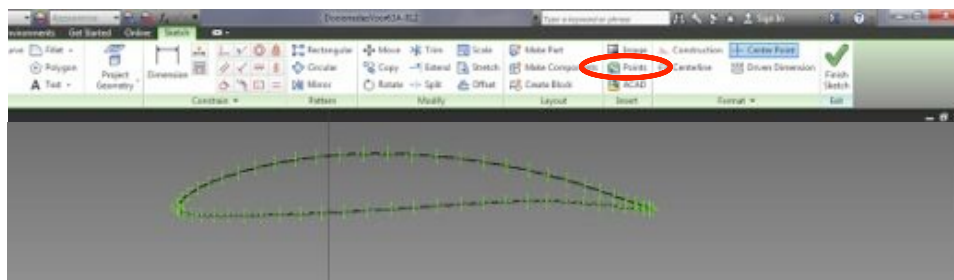 Type a keyword or phrase Sign In
Environments Get Started Online Sketch
Fillet Rectangular Move Trim Scale Make Part Image Construction Center Point
Polygon Project Geometry Dimension Circular Copy Extend Stretch Make Components Points Centerline Driven Dimension Finish Sketch
A Text Mirror Rotate Split Offset Create Block ACAD
Constrain Pattern Modify Layout Insert Format Exit